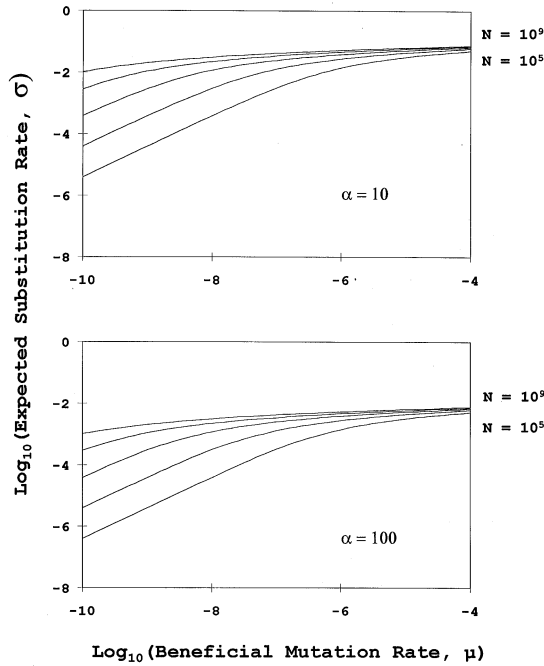 Log₁₀(Expected Substitution Rate, σ)
0
-2
-4
-6
-8
N = 10⁹
N = 10⁵
α = 10
-10
-8
-6
-4
0
-2
-4
-6
-8
N = 10⁹
N = 10⁵
α = 100
-10
-8
-6
-4
Log₁₀(Beneficial Mutation Rate, μ)